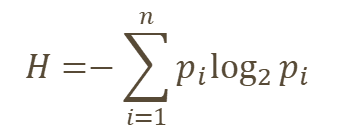 H = − ∑_{i=1}^{n} p_i log_2 p_i